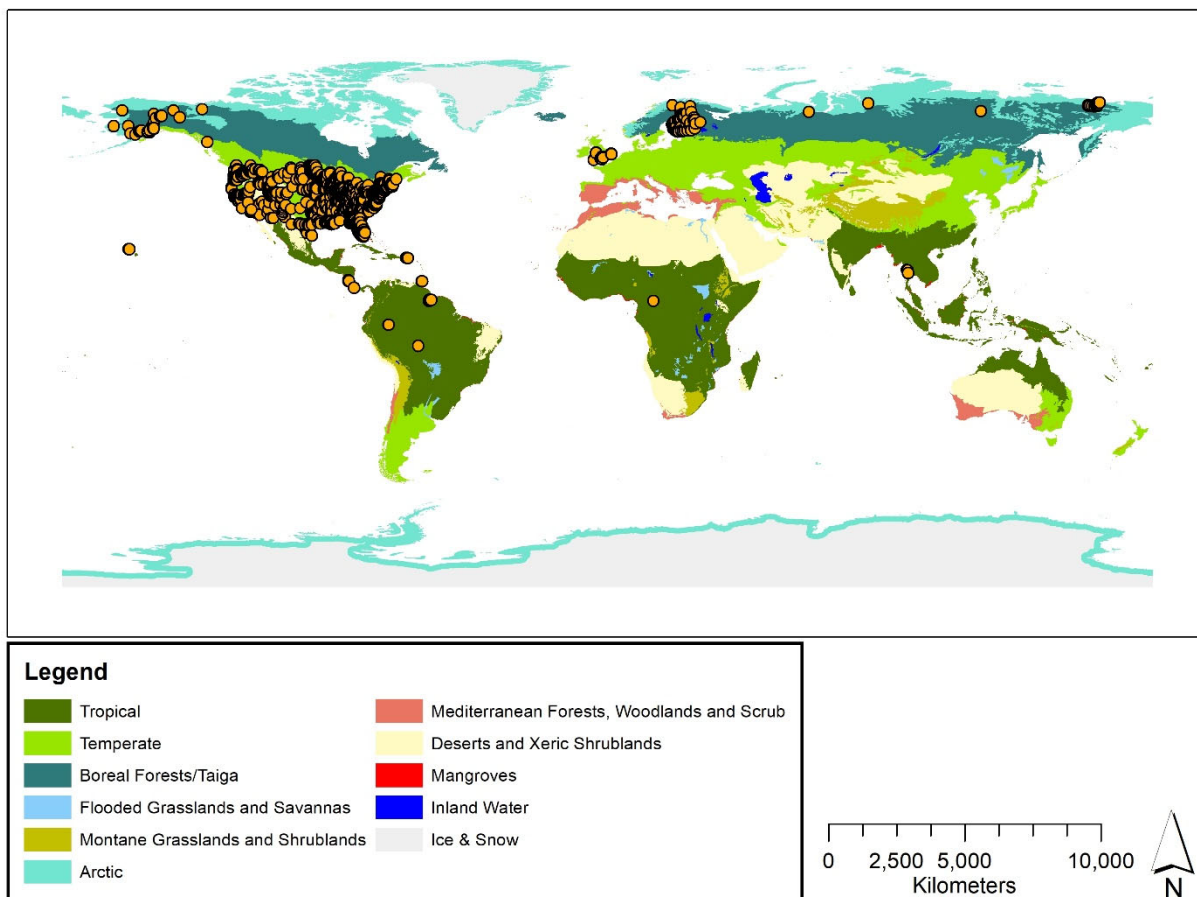 Legend
Tropical
Temperate
Boreal Forests/Taiga
Flooded Grasslands and Savannas
Montane Grasslands and Shrublands
Arctic
Mediterranean Forests, Woodlands and Scrub
Deserts and Xeric Shrublands
Mangroves
Inland Water
Ice & Snow
0 2,500 5,000 10,000
Kilometers
N